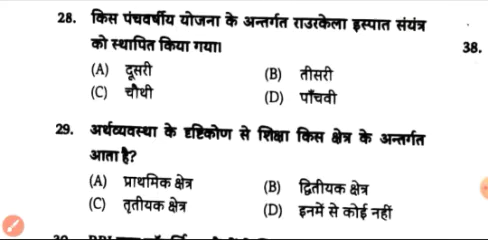 28. किस पंचवर्षीय योजना के अन्तर्गत राउरकेला इस्पात संयंत्र
को स्थापित किया गया।
38.
(A) दूसरी (B) तीसरी
(C) चौथी (D) पाँचवी
29. अर्थव्यवस्था के दृष्टिकोण से शिक्षा किस क्षेत्र के अन्तर्गत
आता है?
(A) प्राथमिक क्षेत्र (B) द्वितीयक क्षेत्र
(C) तृतीयक क्षेत्र (D) इनमें से कोई नहीं